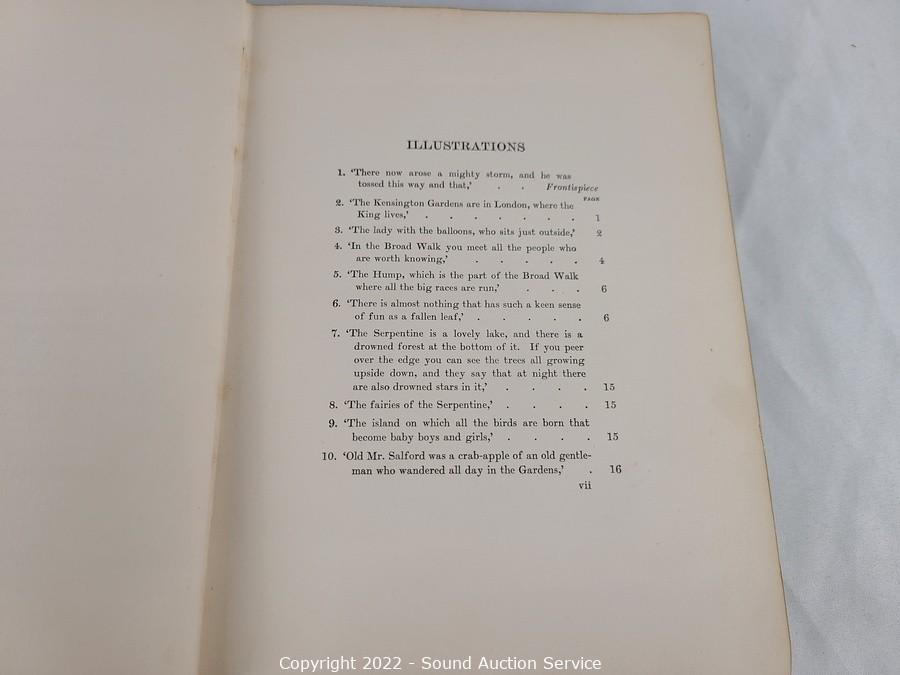 ILLUSTRATIONS
1. ‘There now arose a mighty storm, and he was
tossed this way and that,’ . . Frontispiece
PAGE
2. ‘The Kensington Gardens are in London, where the
King lives,’ . . . . . . . 1
3. ‘The lady with the balloons, who sits just outside,’ 2
4. ‘In the Broad Walk you meet all the people who
are worth knowing,’ . . . . . 4
5. ‘The Hump, which is the part of the Broad Walk
where all the big races are run,’ . . . 6
6. ‘There is almost nothing that has such a keen sense
of fun as a fallen leaf,’ . . . . . 6
7. ‘The Serpentine is a lovely lake, and there is a
drowned forest at the bottom of it. If you peer
over the edge you can see the trees all growing
upside down, and they say that at night there
are also drowned stars in it,’ . . . . 15
8. ‘The fairies of the Serpentine,’ . . . . 15
9. ‘The island on which all the birds are born that
become baby boys and girls,’ . . . . 15
10. ‘Old Mr. Salford was a crab-apple of an old gentle-
man who wandered all day in the Gardens,’ . 16
vii
Copyright 2022 - Sound Auction Service